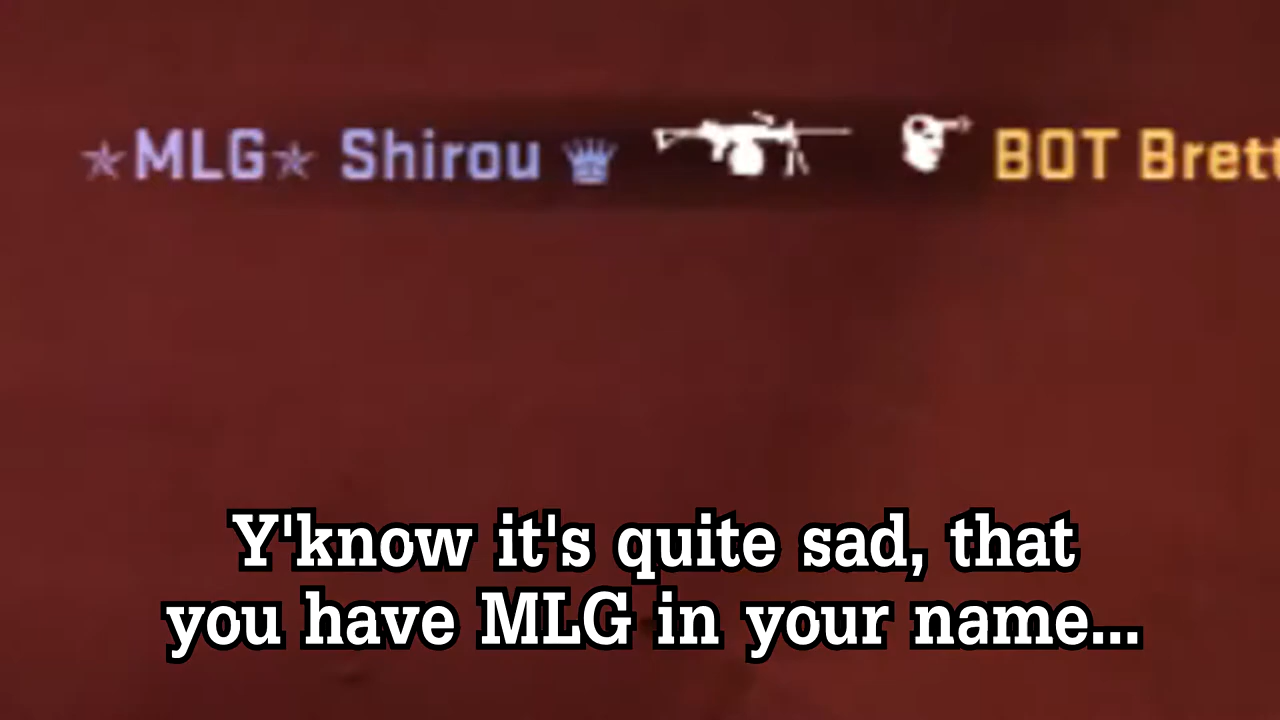 ★MLG★ Shirou ♛ BOT Brett
Y'know it's quite sad, that
you have MLG in your name...